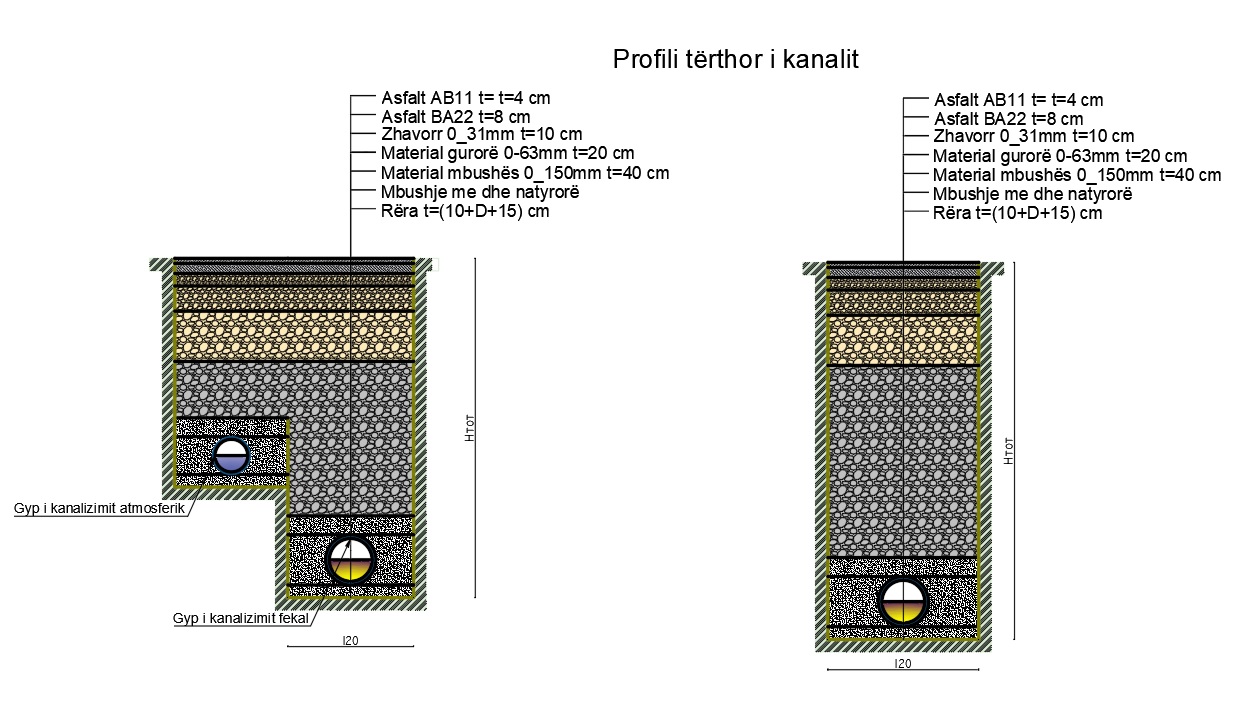 Profili tërthor i kanalit
Asfalt AB11 t= t=4 cm
Asfalt BA22 t=8 cm
Zhavorr 0_31mm t=10 cm
Material gurorë 0-63mm t=20 cm
Material mbushës 0_150mm t=40 cm
Mbushje me dhe natyrorë
Rëra t=(10+D+15) cm
HTOT
Gyp i kanalizimit atmosferik
Gyp i kanalizimit fekal
120
Asfalt AB11 t= t=4 cm
Asfalt BA22 t=8 cm
Zhavorr 0_31mm t=10 cm
Material gurorë 0-63mm t=20 cm
Material mbushës 0_150mm t=40 cm
Mbushje me dhe natyrorë
Rëra t=(10+D+15) cm
HTOT
120